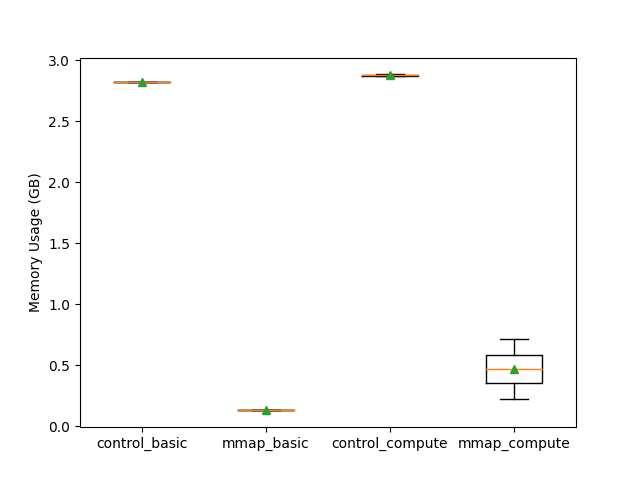 3.0
2.5
2.0
1.5
1.0
0.5
0.0
Memory Usage (GB)
control_basic
mmap_basic
control_compute
mmap_compute